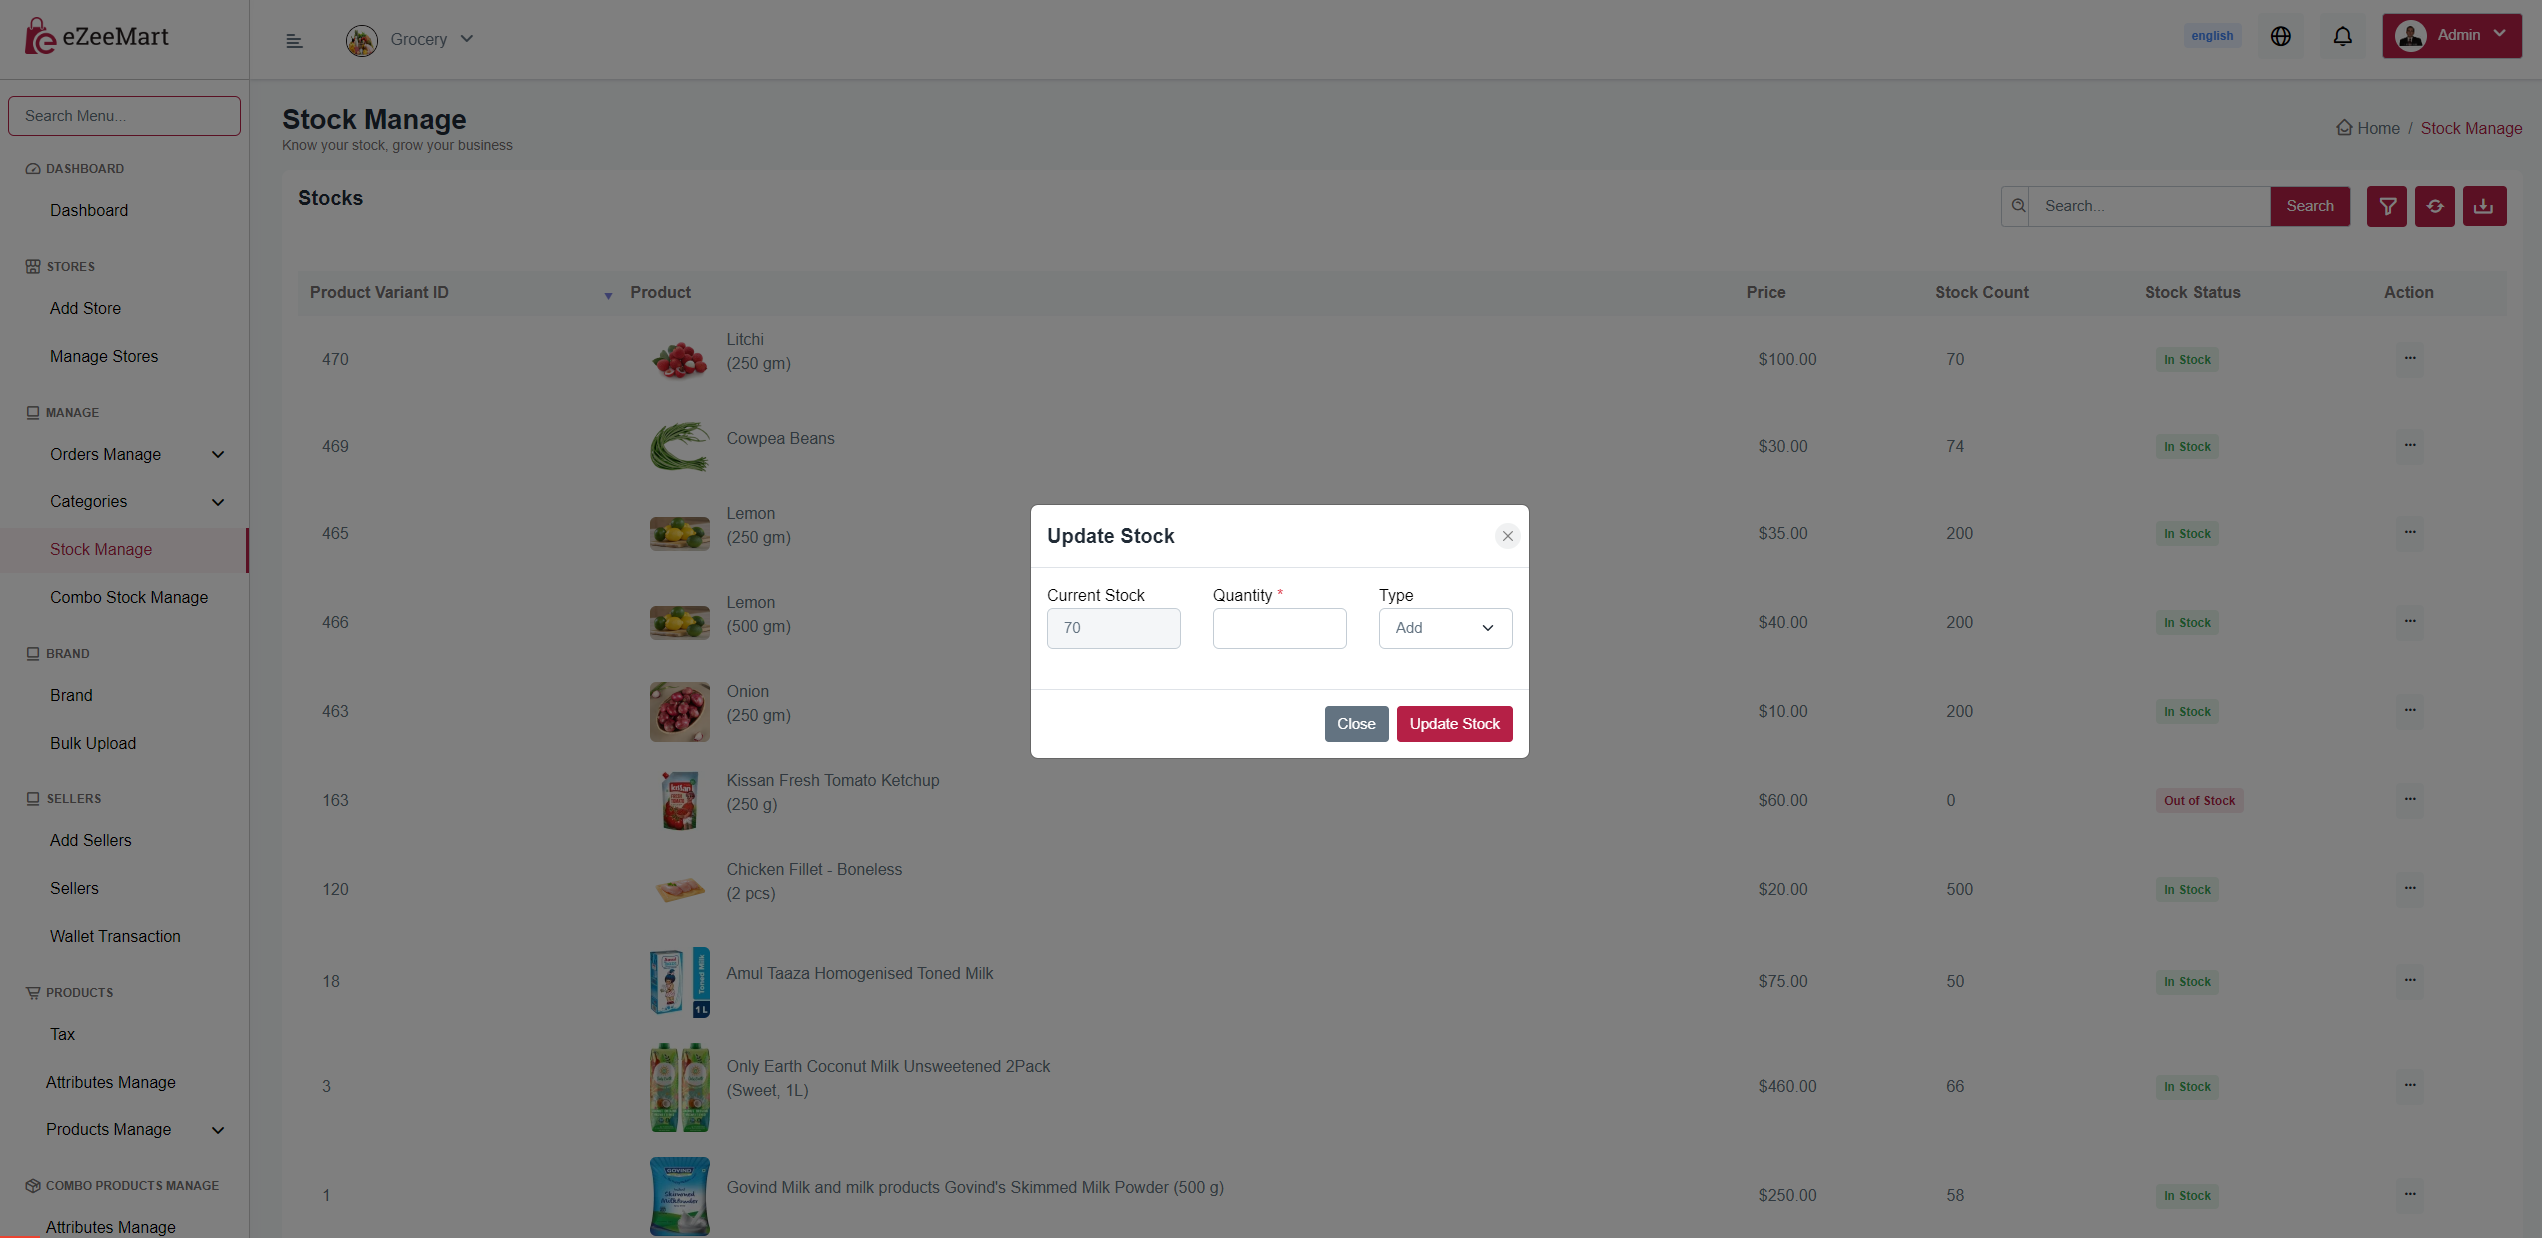 eZeeMart
Grocery
english
Admin
Search Menu...
DASHBOARD
Dashboard
STORES
Add Store
Manage Stores
MANAGE
Orders Manage
Categories
Stock Manage
Combo Stock Manage
BRAND
Brand
Bulk Upload
SELLERS
Add Sellers
Sellers
Wallet Transaction
PRODUCTS
Tax
Attributes Manage
Products Manage
COMBO PRODUCTS MANAGE
Attributes Manage
Stock Manage
Know your stock, grow your business
Home / Stock Manage
Stocks
Search...
Search
Product Variant ID Product Price Stock Count Stock Status Action
470 Litchi
(250 gm) $100.00 70 In Stock ...
469 Cowpea Beans $30.00 74 In Stock ...
465 Lemon
(250 gm) $35.00 200 In Stock ...
466 Lemon
(500 gm) $40.00 200 In Stock ...
463 Onion
(250 gm) $10.00 200 In Stock ...
163 Kissan Fresh Tomato Ketchup
(250 g) $60.00 0 Out of Stock ...
120 Chicken Fillet - Boneless
(2 pcs) $20.00 500 In Stock ...
18 Amul Taaza Homogenised Toned Milk $75.00 50 In Stock ...
Toned Milk
1 L
3 Only Earth Coconut Milk Unsweetened 2Pack
(Sweet, 1L) $460.00 66 In Stock ...
1 Govind Milk and milk products Govind's Skimmed Milk Powder (500 g) $250.00 58 In Stock ...
GOVIND
Skimmed
Update Stock
Current Stock Quantity * Type
70 Add
Close Update Stock